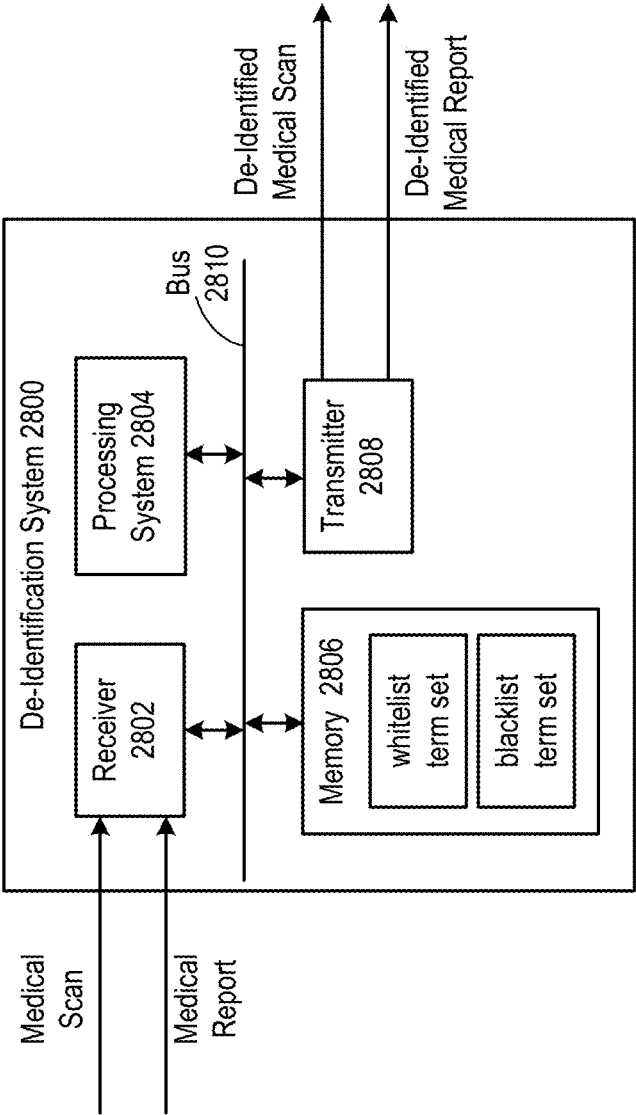 De-Identification System 2800
Medical
Scan
Medical
Report
Receiver
2802
Processing
System 2804
Bus
2810
Memory 2806
whitelist
term set
blacklist
term set
Transmitter
2808
De-Identified
Medical Scan
De-Identified
Medical Report